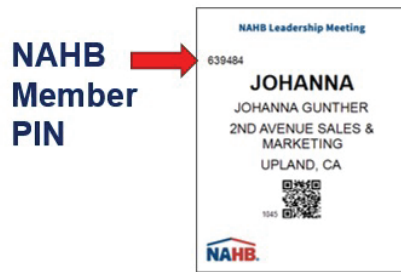 NAHB
Member
PIN
NAHB Leadership Meeting
639484
JOHANNA
JOHANNA GUNTHER
2ND AVENUE SALES &
MARKETING
UPLAND, CA
1045
NAHB.